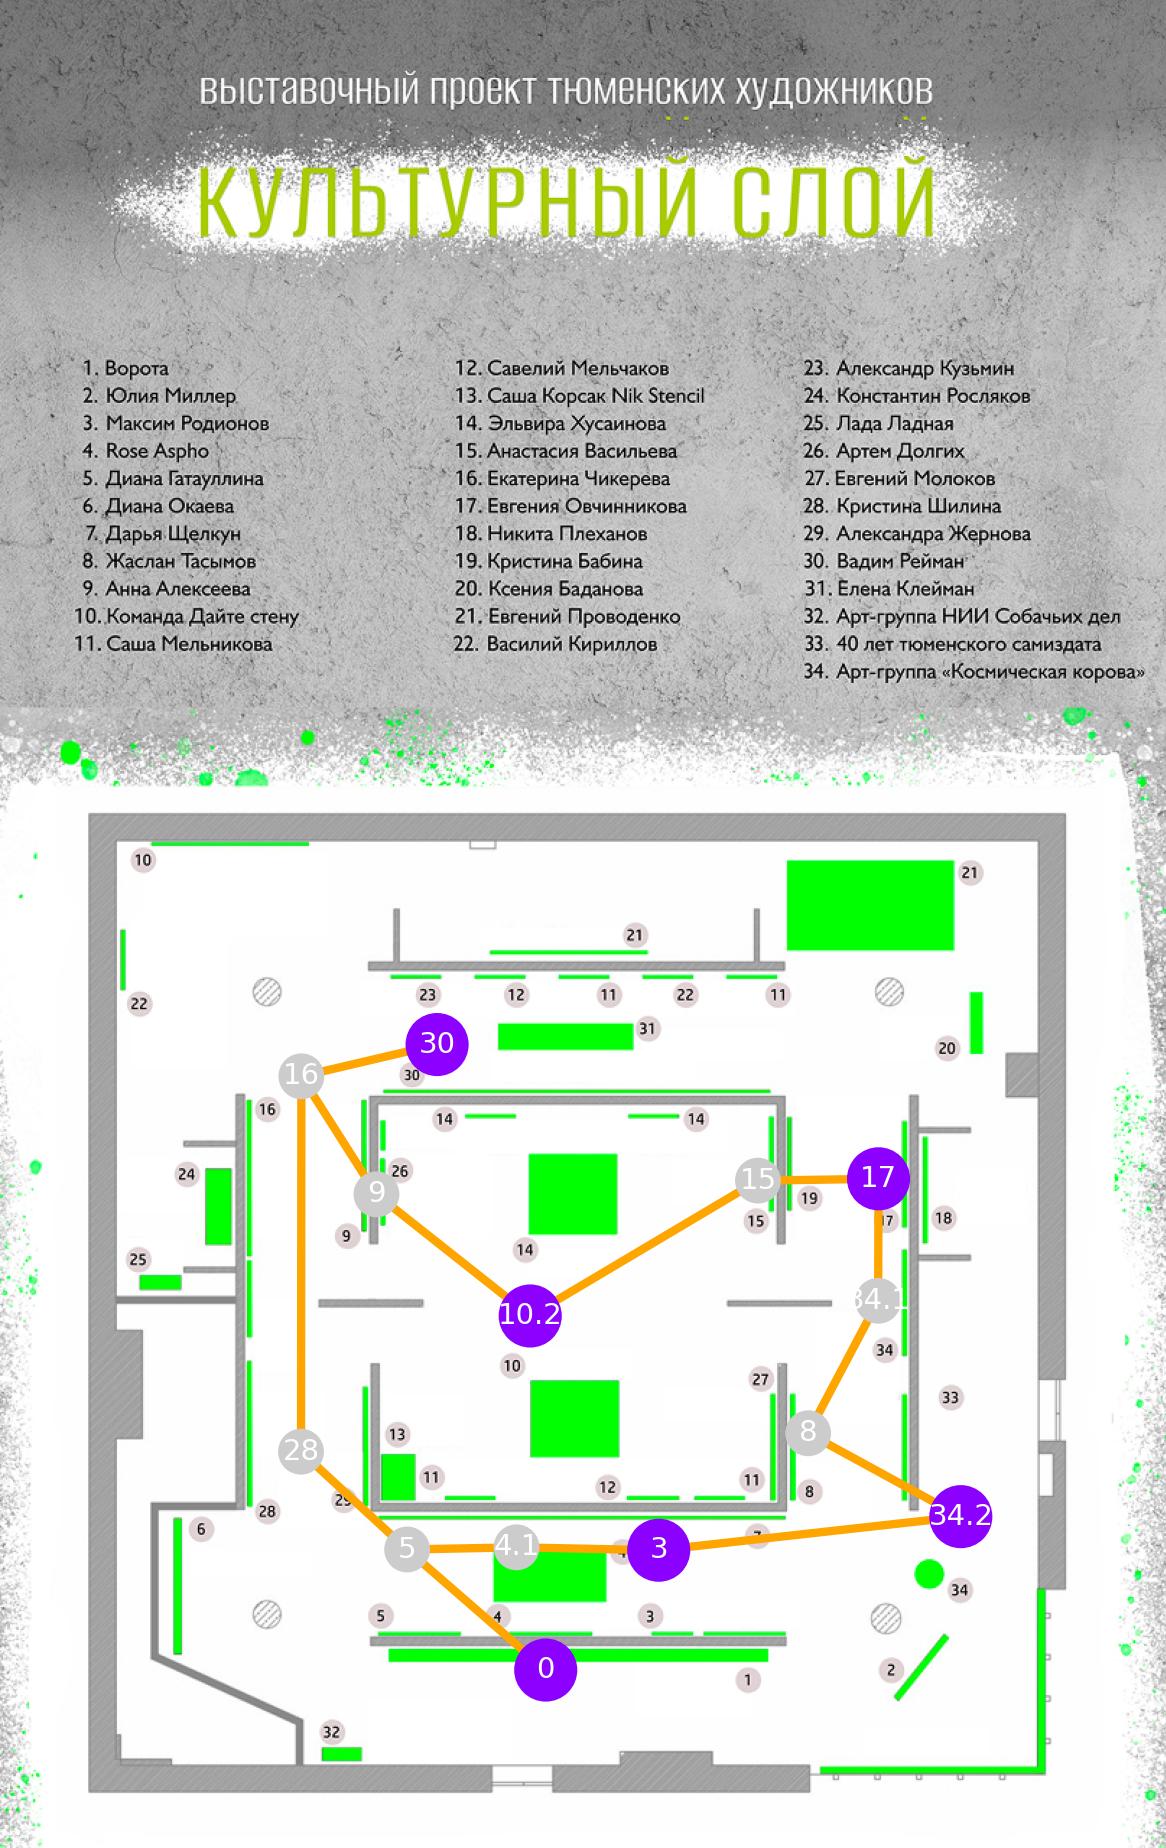 выставочный проект тюменских художников
КУЛЬТУРНЫЙ СЛОЙ
1. Ворота
2. Юлия Миллер
3. Максим Родионов
4. Rose Aspho
5. Диана Гатауллина
6. Диана Окаева
7. Дарья Щелкун
8. Жаслан Тасымов
9. Анна Алексеева
10. Команда Дайте стену
11. Саша Мельникова
12. Савелий Мельчаков
13. Саша Корсак Nik Stencil
14. Эльвира Хусаинова
15. Анастасия Васильева
16. Екатерина Чикерева
17. Евгения Овчинникова
18. Никита Плеханов
19. Кристина Бабина
20. Ксения Баданова
21. Евгений Проводенко
22. Василий Кириллов
23. Александр Кузьмин
24. Константин Росляков
25. Лада Ладная
26. Артем Долгих
27. Евгений Молоков
28. Кристина Шилина
29. Александра Жернова
30. Вадим Рейман
31. Елена Клейман
32. Арт-группа НИИ Собачьих дел
33. 40 лет тюменского самиздата
34. Арт-группа «Космическая корова»
10
21
21
22
23 12 11 22 11
31
30
20
16
30
16
14 14
24
26
15
17
9
19
18
15
17
9
14
25
10.2
34.1
34
10
27
33
13
8
28
11
12
11
8
29
28
34.2
6
7
5
4.1
4
3
34
5
4
3
0
1
2
32